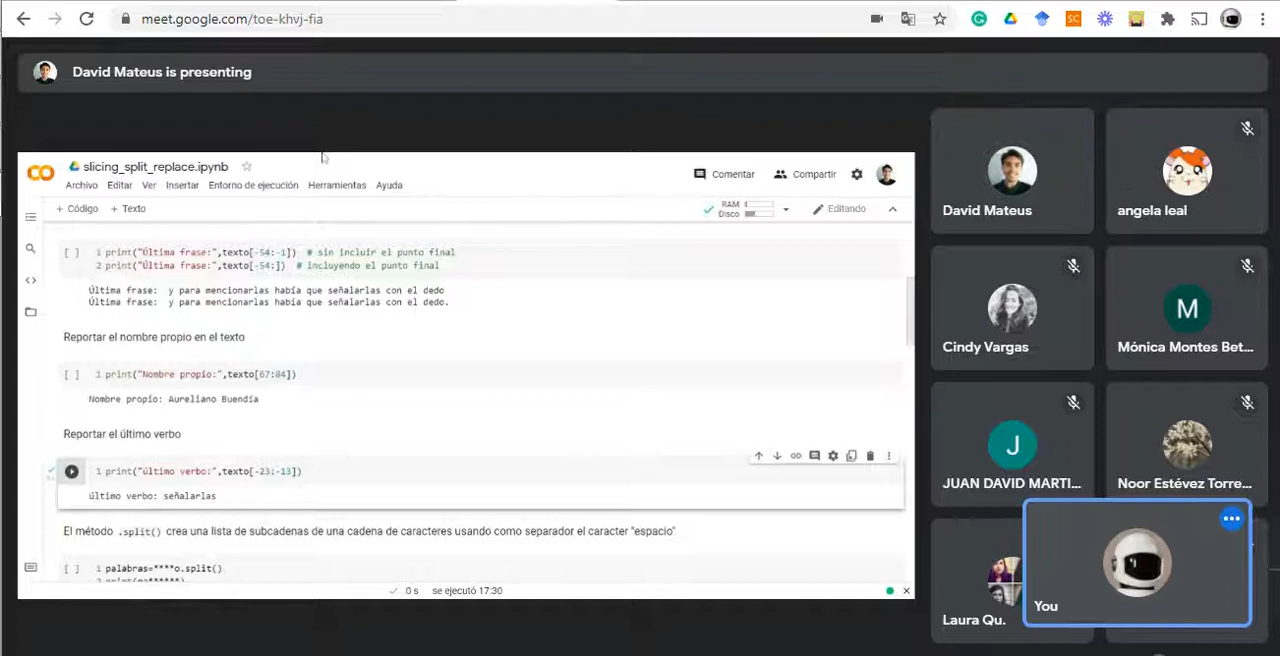 meet.google.com/toe-khvj-fia
David Mateus is presenting
slicing_split_replace.ipynb
Comentar
Compartir
Archivo Editar Ver Insertar Entorno de ejecución Herramientas Ayuda
+ Código + Texto
RAM
Disco
Editando
[ ] 1 print("Última frase:",texto[-54:-1]) # sin incluir el punto final
2 print("Última frase:",texto[-54:]) # incluyendo el punto final
Última frase: y para mencionarlas había que señalarlas con el dedo
Última frase: y para mencionarlas había que señalarlas con el dedo.
Reportar el nombre propio en el texto
[ ] 1 print("Nombre propio:",texto[67:84])
Nombre propio: Aureliano Buendía
Reportar el último verbo
1 print("último verbo:",texto[-23:-13])
último verbo: señalarlas
El método .split() crea una lista de subcadenas de una cadena de caracteres usando como separador el caracter "espacio"
[ ] 1 palabras=****o.split()
0 s se ejecutó 17:30
David Mateus
angela leal
Cindy Vargas
M
Mónica Montes Bet...
J
JUAN DAVID MARTI...
Noor Estévez Torre...
Laura Qu.
You
SC